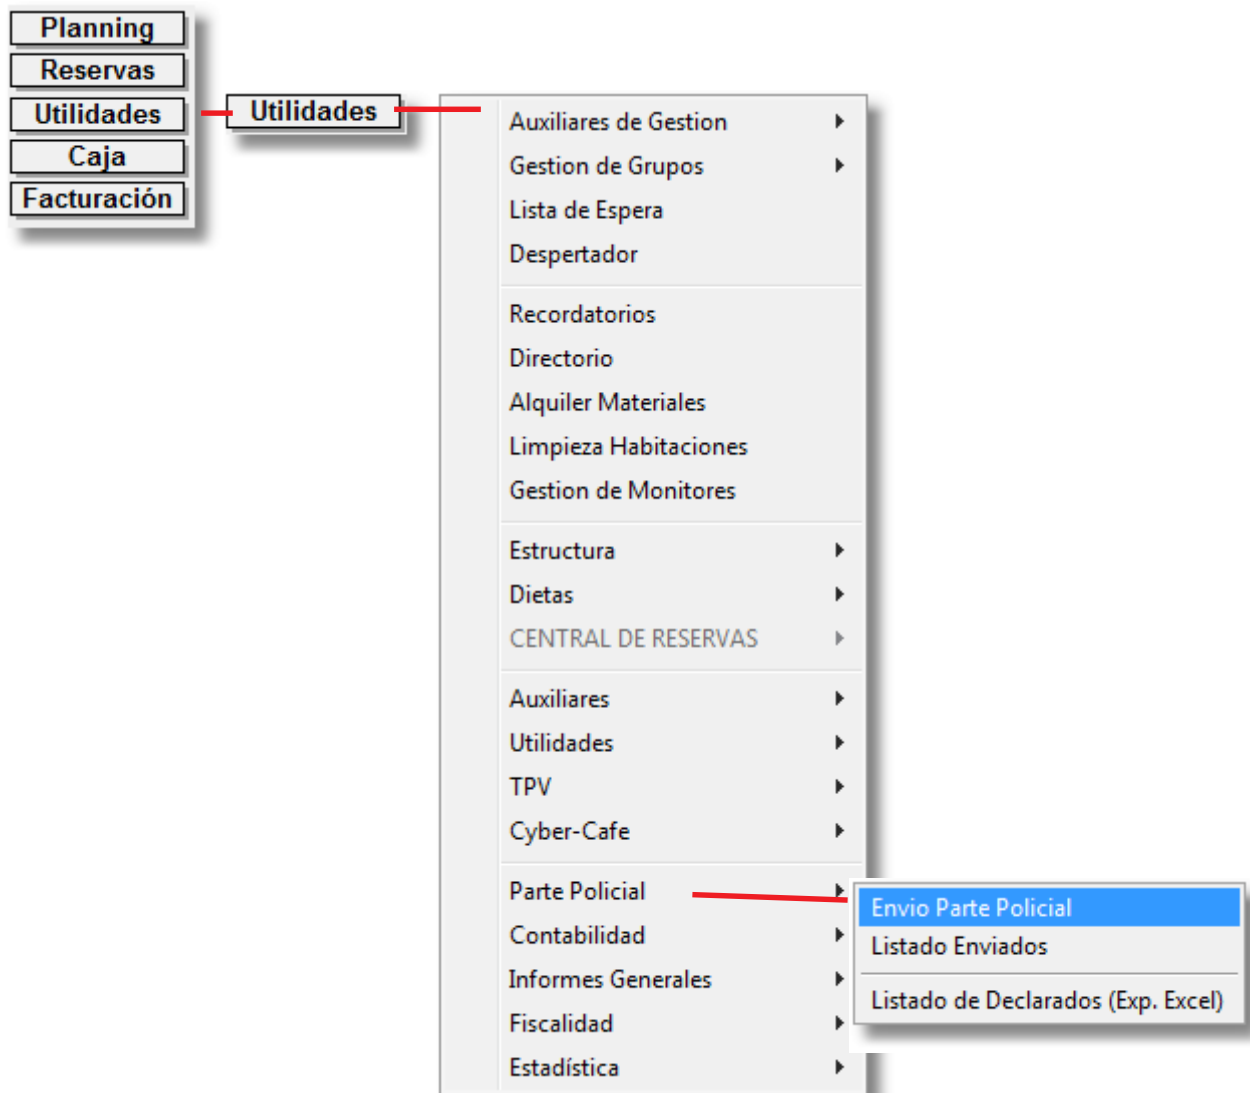 Planning
Reservas
Utilidades
Caja
Facturación
Utilidades
Auxiliares de Gestion
Gestion de Grupos
Lista de Espera
Despertador
Recordatorios
Directorio
Alquiler Materiales
Limpieza Habitaciones
Gestion de Monitores
Estructura
Dietas
CENTRAL DE RESERVAS
Auxiliares
Utilidades
TPV
Cyber-Cafe
Parte Policial
Contabilidad
Informes Generales
Fiscalidad
Estadística
Envio Parte Policial
Listado Enviados
Listado de Declarados (Exp. Excel)